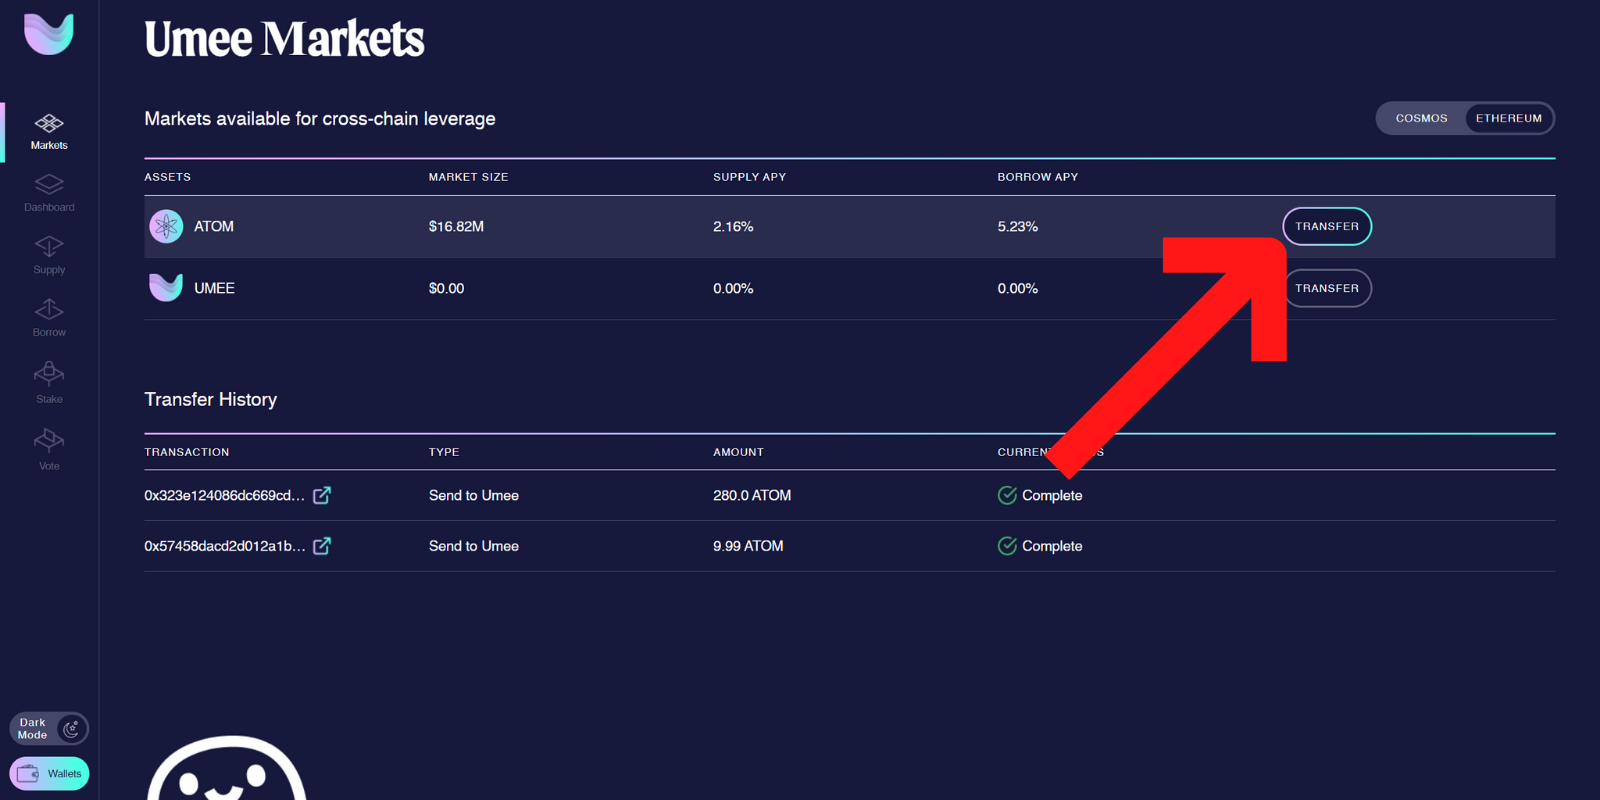 Umee Markets
Markets available for cross-chain leverage
COSMOS ETHEREUM
ASSETS MARKET SIZE SUPPLY APY BORROW APY
ATOM $16.82M 2.16% 5.23% TRANSFER
UMEE $0.00 0.00% 0.00% TRANSFER
Markets
Dashboard
Supply
Borrow
Stake
Vote
Transfer History
TRANSACTION TYPE AMOUNT
0x323e124086dc669cd... Send to Umee 280.0 ATOM Complete
0x57458dacd2d012a1b... Send to Umee 9.99 ATOM Complete
Dark
Mode
Wallets